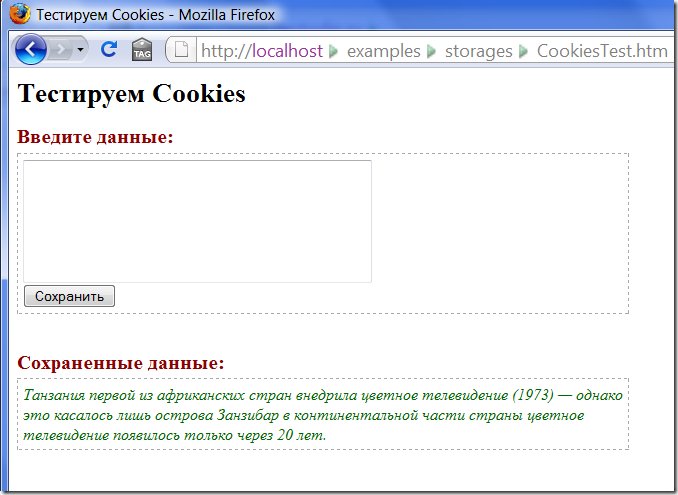 Тестируем Cookies - Mozilla Firefox
TAG
http://localhost examples storages CookiesTest.htm
Тестируем Cookies
Введите данные:
Сохранить
Сохраненные данные:
Танзания первой из африканских стран внедрила цветное телевидение (1973) — однако
это касалось лишь острова Занзибар в континентальной части страны цветное
телевидение появилось только через 20 лет.